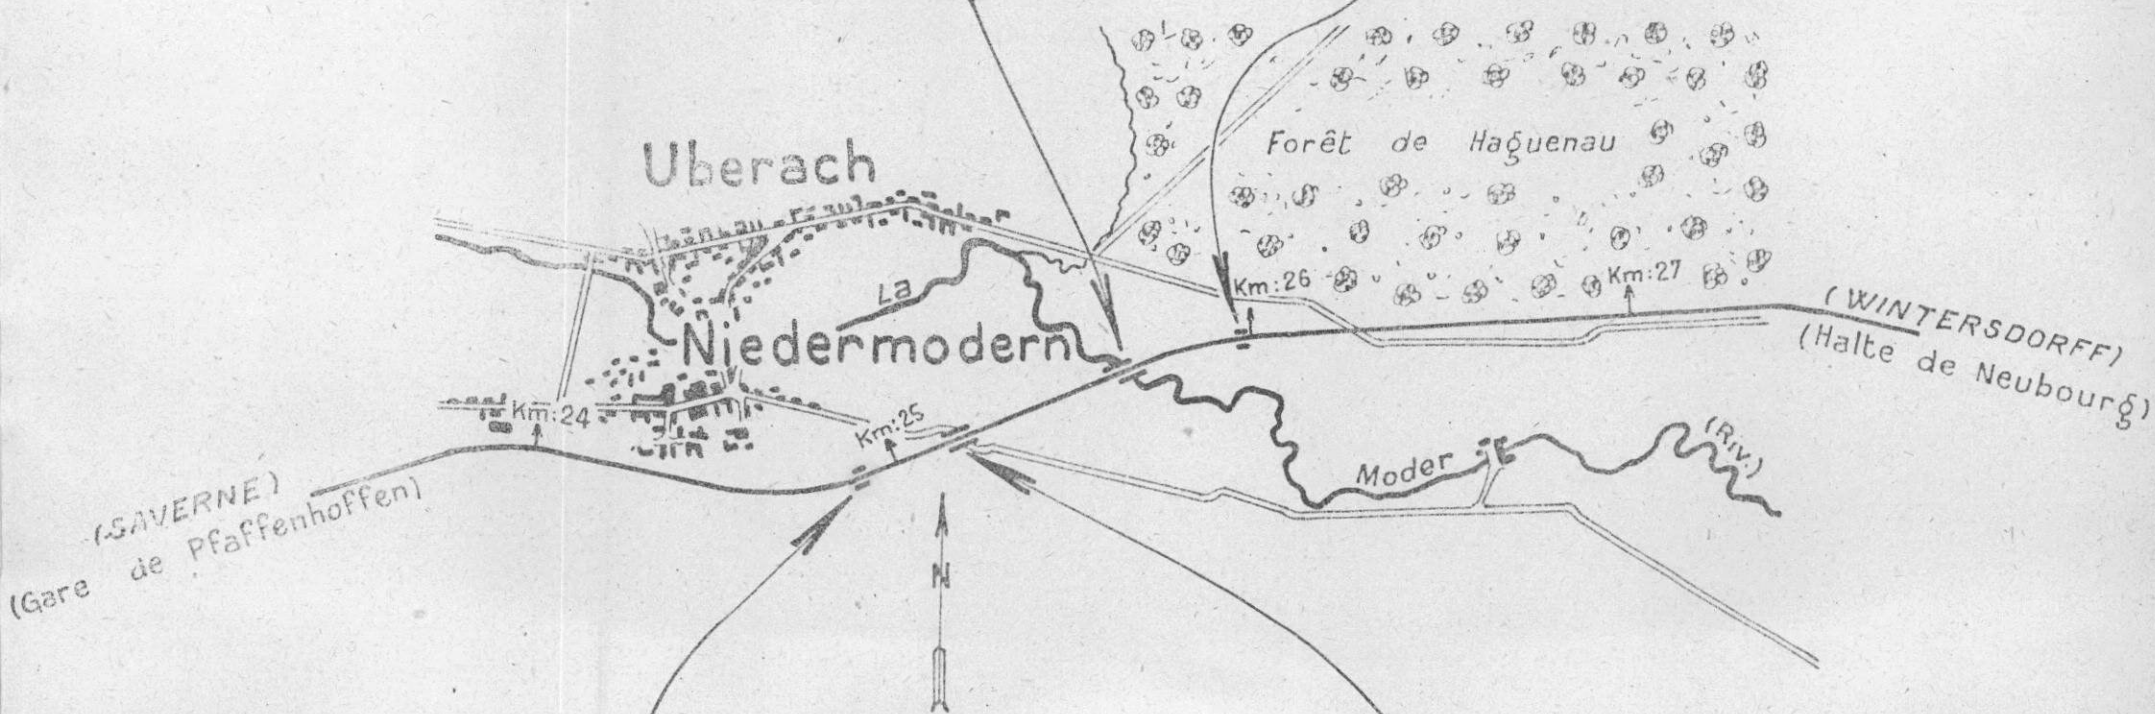 Forêt de Haguenau
Uberach
Km:26
Km:27
La
Niedermodern
(WINTERSDORFF)
(Halte de Neubourg)
Km:24
Km:25
Moder
(Riv.)
(SAVERNE)
(Gare de Pfaffenhoffen)
N